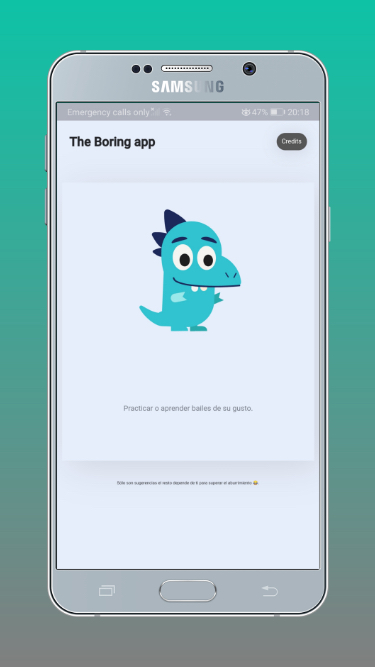 SAMSUNG
Emergency calls only
47% 20:18
The Boring app
Credits
Practicar o aprender bailes de su gusto.
Sólo son sugerencias el resto depende de ti para superar el aburrimiento 😂